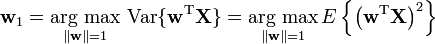 𝐰₁ = arg max Var{𝐰ᵀ𝐗} = arg max E{(𝐰ᵀ𝐗)²}
‖𝐰‖=1 ‖𝐰‖=1